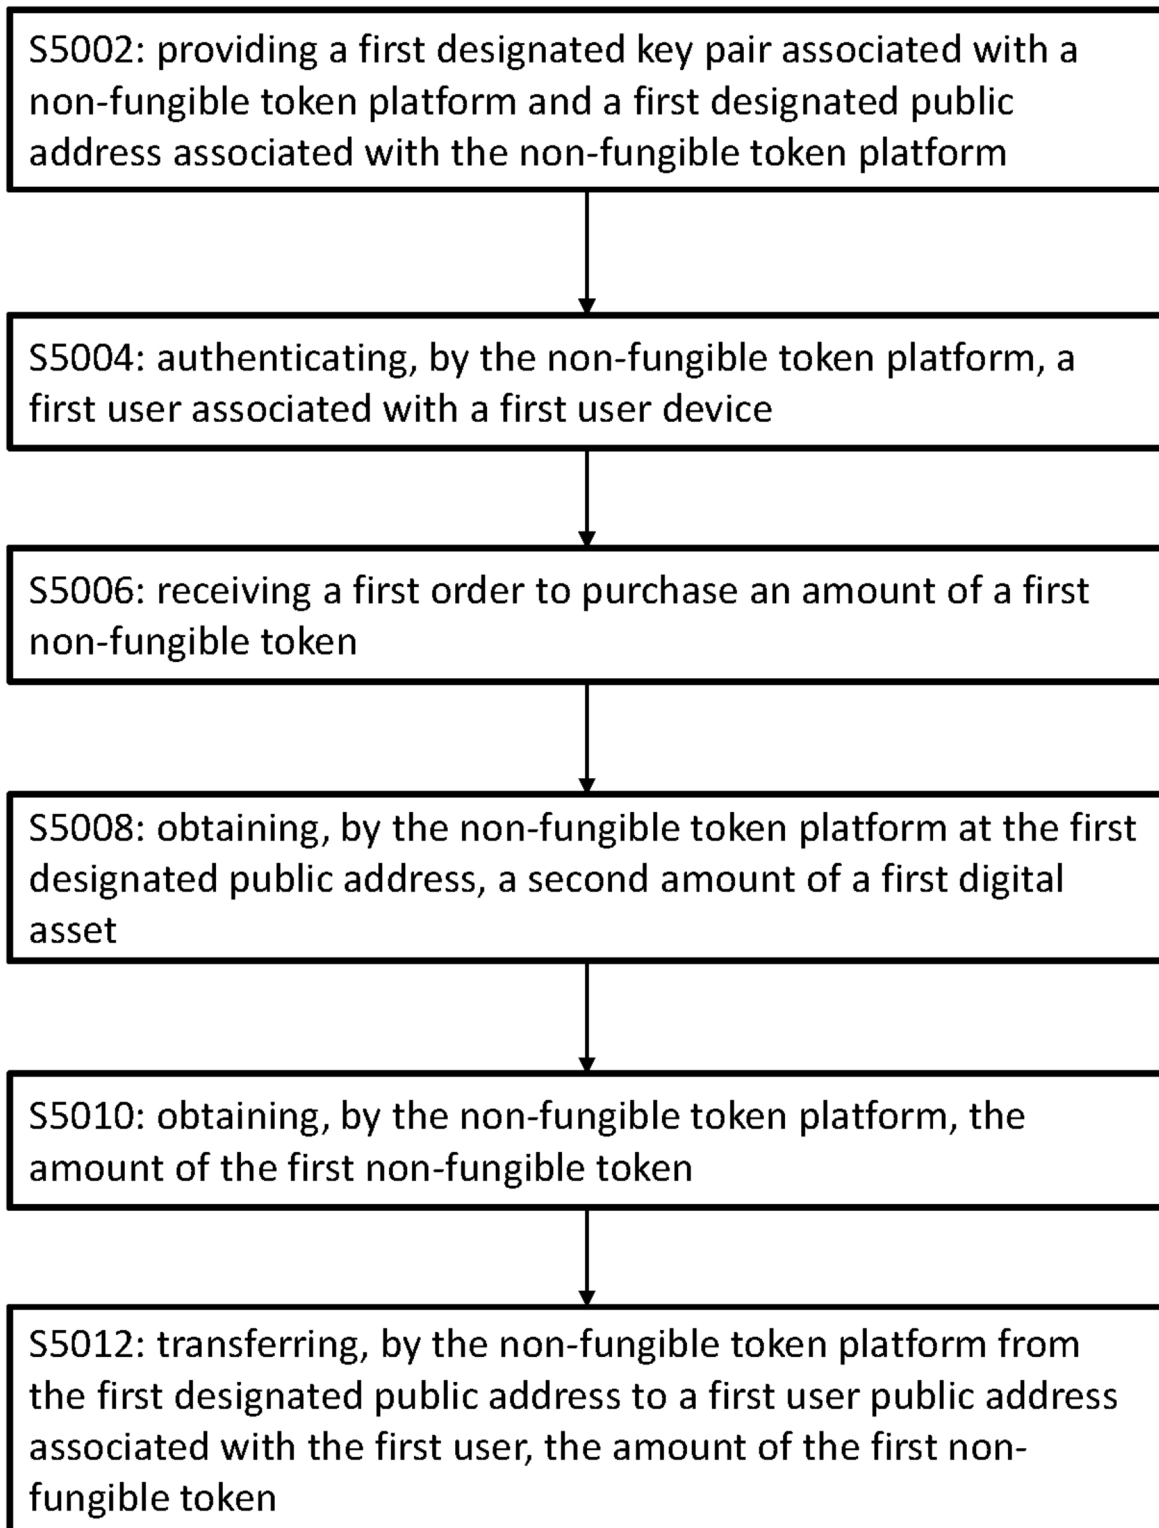 S5002: providing a first designated key pair associated with a
non-fungible token platform and a first designated public
address associated with the non-fungible token platform
S5004: authenticating, by the non-fungible token platform, a
first user associated with a first user device
S5006: receiving a first order to purchase an amount of a first
non-fungible token
S5008: obtaining, by the non-fungible token platform at the first
designated public address, a second amount of a first digital
asset
S5010: obtaining, by the non-fungible token platform, the
amount of the first non-fungible token
S5012: transferring, by the non-fungible token platform from
the first designated public address to a first user public address
associated with the first user, the amount of the first non-
fungible token